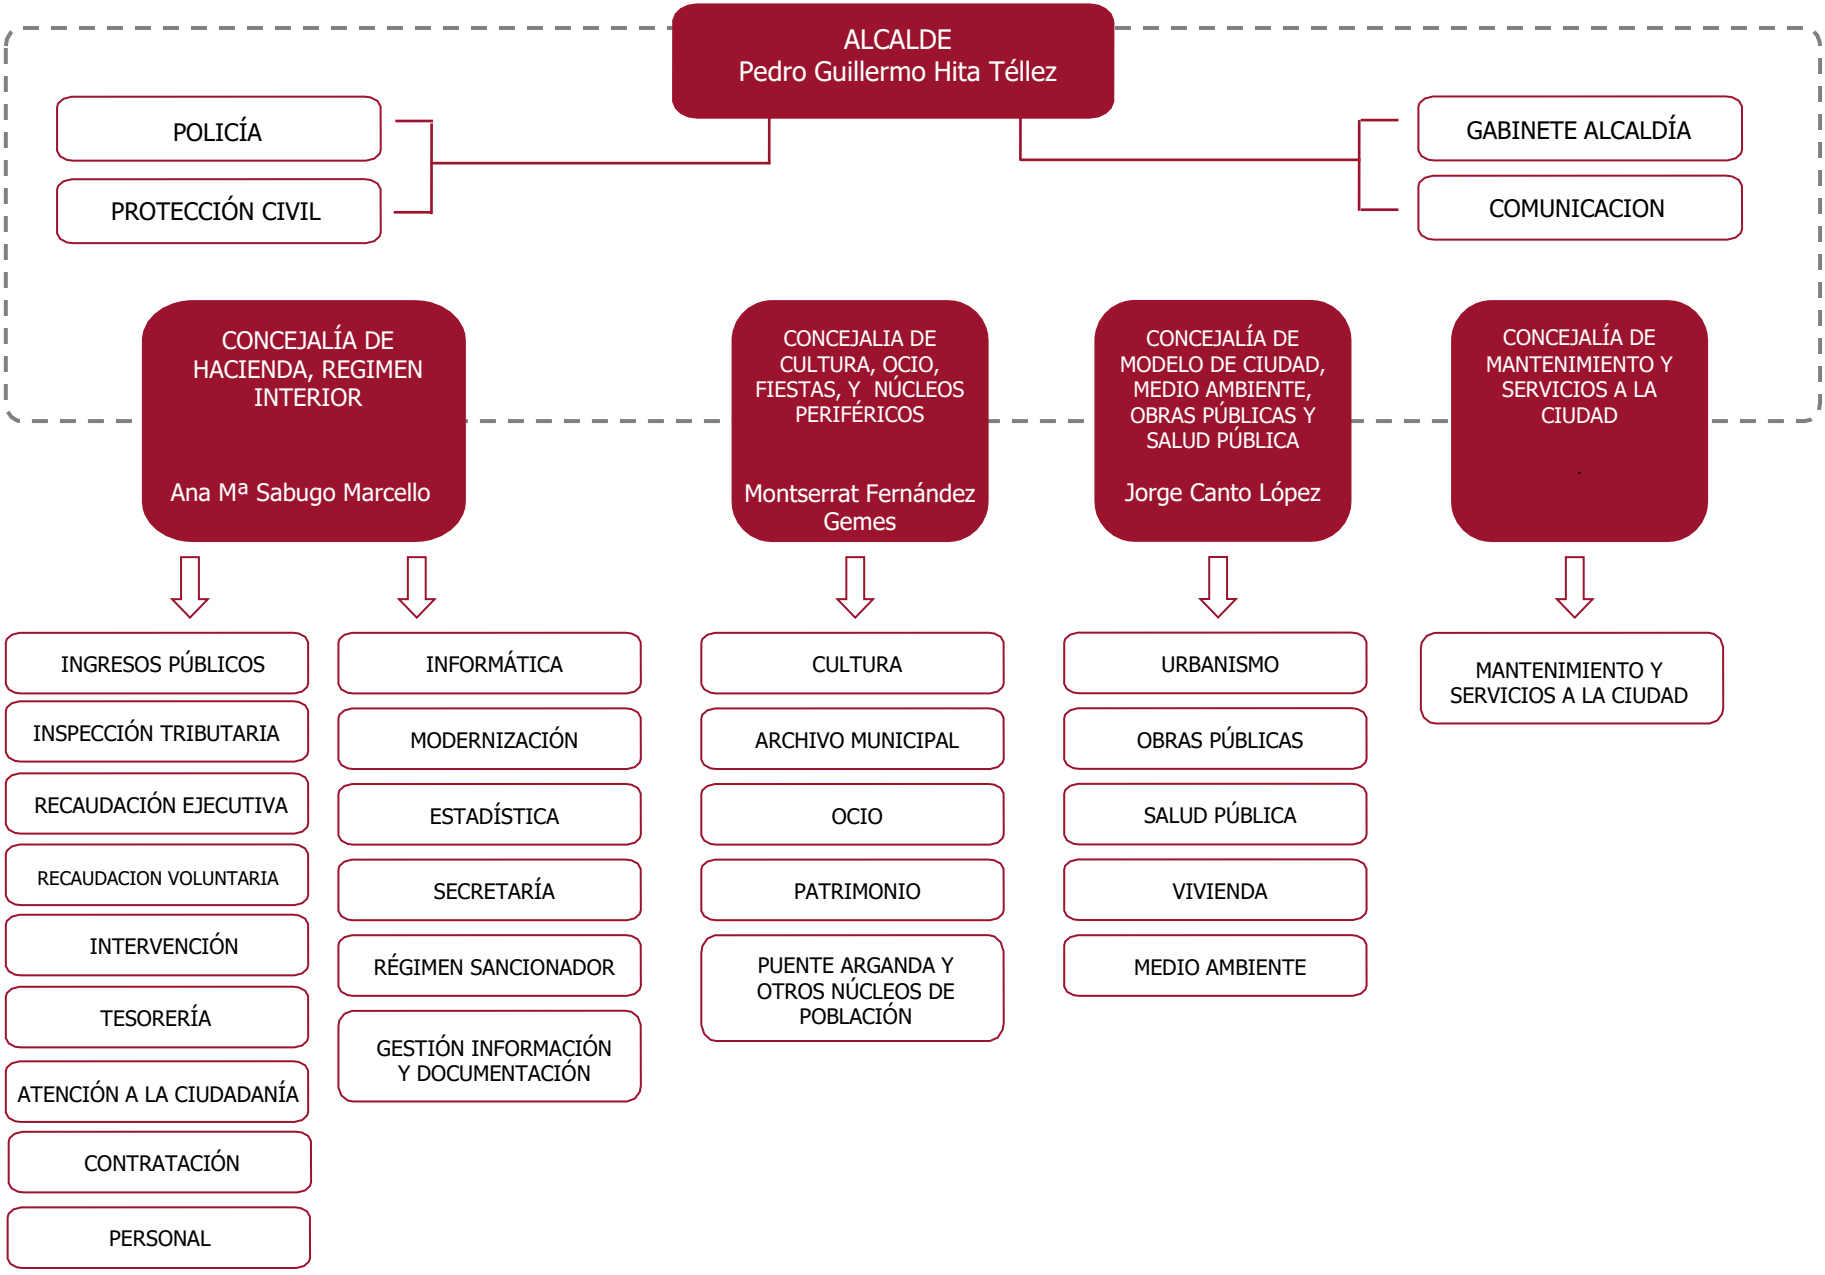 ALCALDE
Pedro Guillermo Hita Téllez
POLICÍA
PROTECCIÓN CIVIL
GABINETE ALCALDÍA
COMUNICACION
CONCEJALÍA DE
HACIENDA, REGIMEN
INTERIOR
Ana Mª Sabugo Marcello
CONCEJALIA DE
CULTURA, OCIO,
FIESTAS, Y NÚCLEOS
PERIFÉRICOS
Montserrat Fernández
Gemes
CONCEJALÍA DE
MODELO DE CIUDAD,
MEDIO AMBIENTE,
OBRAS PÚBLICAS Y
SALUD PÚBLICA
Jorge Canto López
CONCEJALÍA DE
MANTENIMIENTO Y
SERVICIOS A LA
CIUDAD
.
INGRESOS PÚBLICOS
INSPECCIÓN TRIBUTARIA
RECAUDACIÓN EJECUTIVA
RECAUDACION VOLUNTARIA
INTERVENCIÓN
TESORERÍA
ATENCIÓN A LA CIUDADANÍA
CONTRATACIÓN
PERSONAL
INFORMÁTICA
MODERNIZACIÓN
ESTADÍSTICA
SECRETARÍA
RÉGIMEN SANCIONADOR
GESTIÓN INFORMACIÓN
Y DOCUMENTACIÓN
CULTURA
ARCHIVO MUNICIPAL
OCIO
PATRIMONIO
PUENTE ARGANDA Y
OTROS NÚCLEOS DE
POBLACIÓN
URBANISMO
OBRAS PÚBLICAS
SALUD PÚBLICA
VIVIENDA
MEDIO AMBIENTE
MANTENIMIENTO Y
SERVICIOS A LA CIUDAD